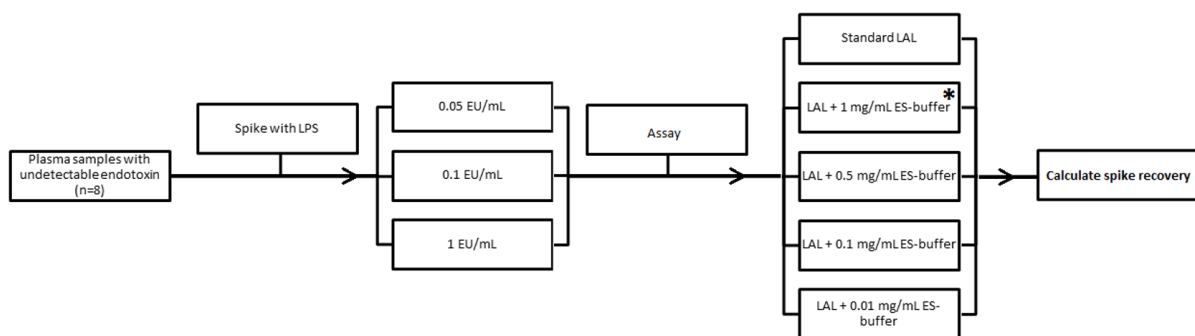 Plasma samples with
undetectable endotoxin
(n=8)
Spike with LPS
0.05 EU/mL
0.1 EU/mL
1 EU/mL
Assay
Standard LAL
LAL + 1 mg/mL ES-buffer *
LAL + 0.5 mg/mL ES-buffer
LAL + 0.1 mg/mL ES-buffer
LAL + 0.01 mg/mL ES-
buffer
Calculate spike recovery